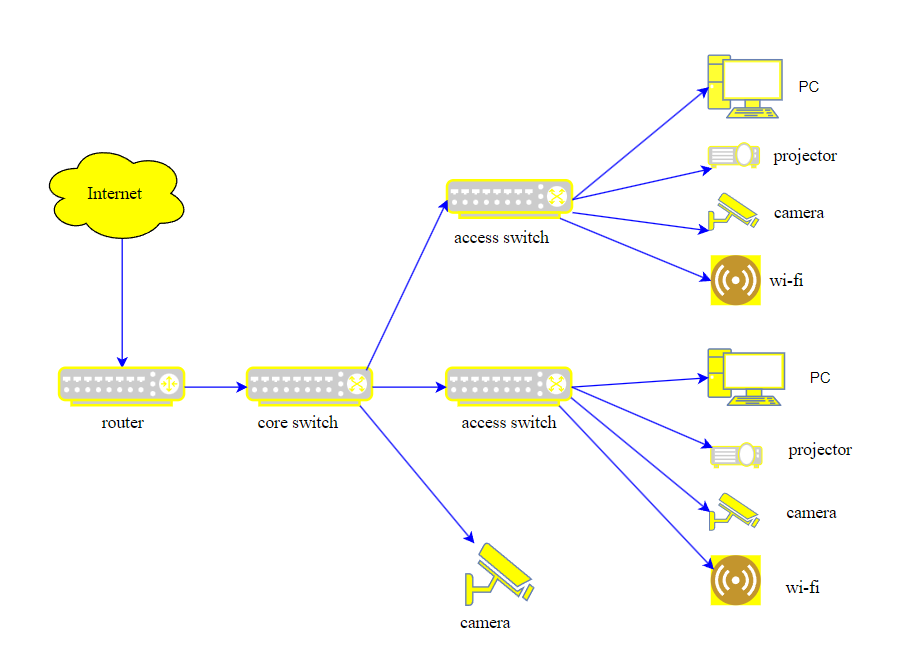 PC
projector
Internet
camera
access switch
wi-fi
PC
router
core switch
access switch
projector
camera
wi-fi
camera